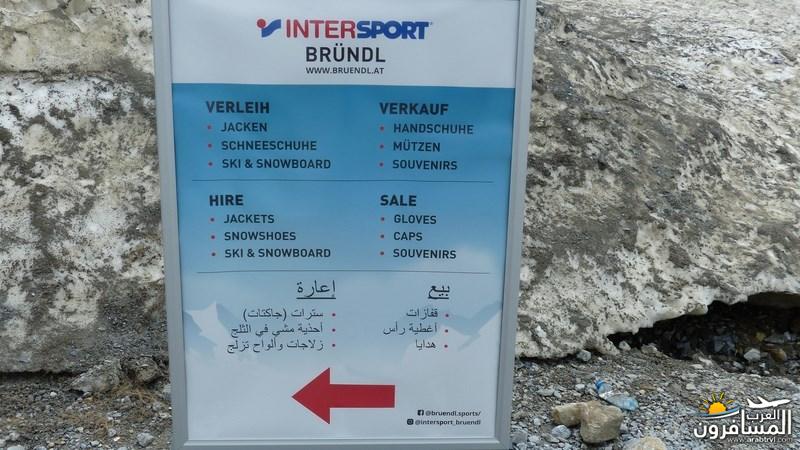 INTERSPORT
BRÜNDL
WWW.BRUENDL.AT
VERLEIH
• JACKEN
• SCHNEESCHUHE
• SKI & SNOWBOARD
VERKAUF
• HANDSCHUHE
• MÜTZEN
• SOUVENIRS
HIRE
• JACKETS
• SNOWSHOES
• SKI & SNOWBOARD
SALE
• GLOVES
• CAPS
• SOUVENIRS
إعارة
• سترات (جاكتات)
• أحذية مشي في الثلج
• زلاجات وألواح تزلج
بيع
• قفازات
• أغطية رأس
• هدايا
@bruendl.sports/
@intersport_bruendl
العرب
المسافرون
www.arabtrvl.com